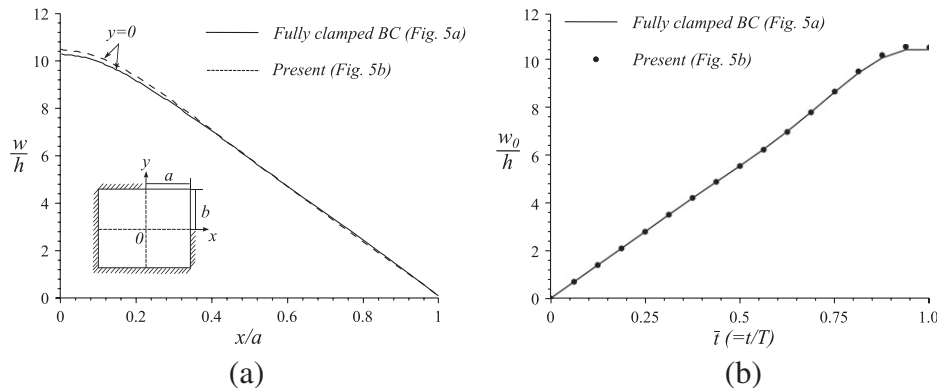 12
10
8
6
4
2
0
w
h
y=0
Fully clamped BC (Fig. 5a)
Present (Fig. 5b)
y
a
b
0
x
0
0.2
0.4
0.6
0.8
1
x/a
(a)
12
10
8
6
4
2
0
w0
h
Fully clamped BC (Fig. 5a)
Present (Fig. 5b)
0
0.25
0.5
0.75
1.0
t̄ (=t/T)
(b)